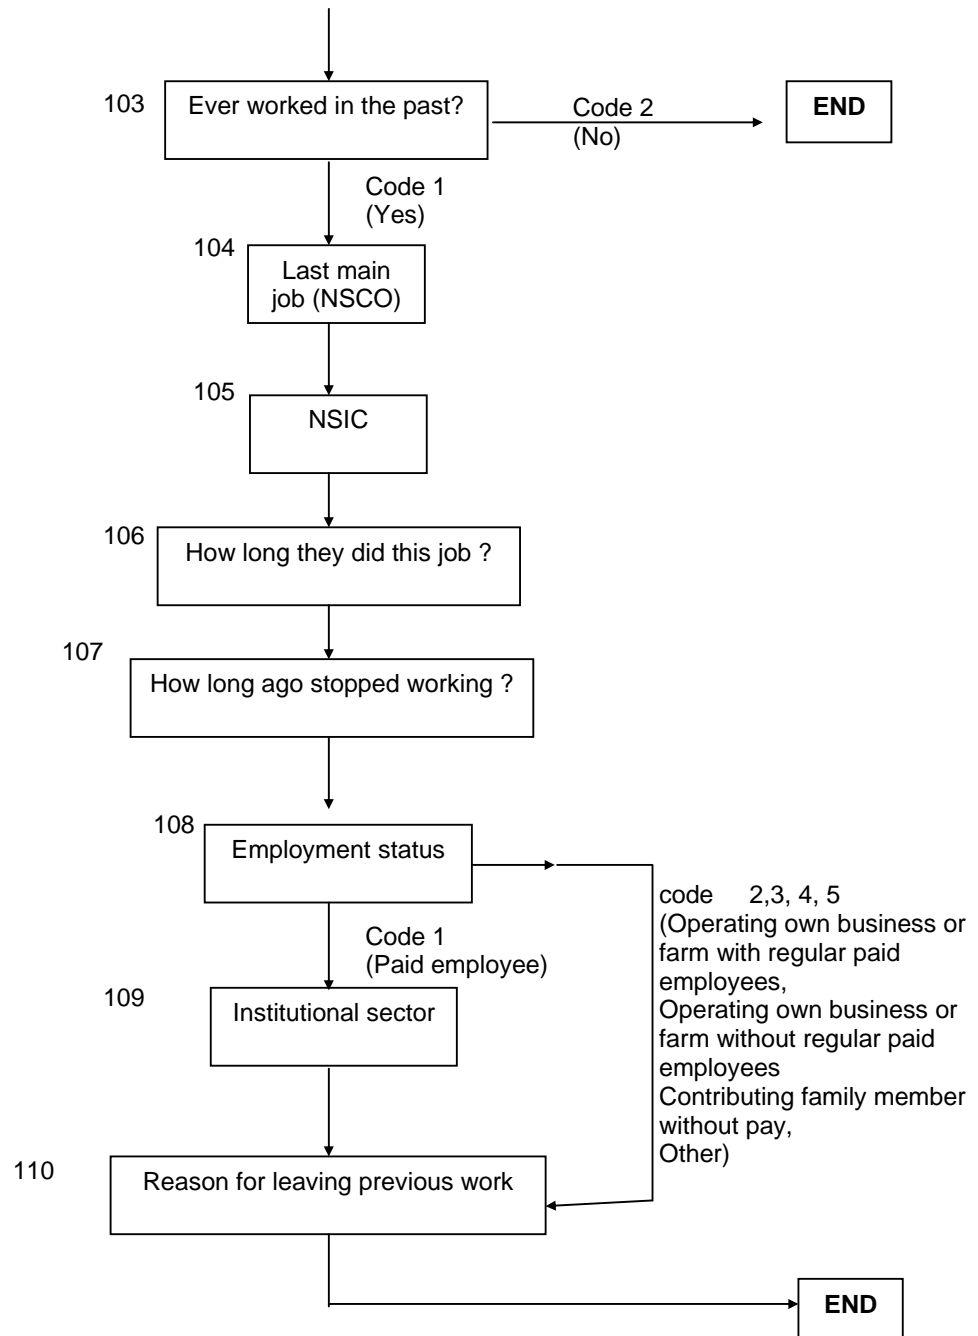 103
Ever worked in the past?
Code 2
(No)
END
Code 1
(Yes)
104
Last main
job (NSCO)
105
NSIC
106
How long they did this job ?
107
How long ago stopped working ?
108
Employment status
code 2,3, 4, 5
(Operating own business or
farm with regular paid
employees,
Operating own business or
farm without regular paid
employees
Contributing family member
without pay,
Other)
Code 1
(Paid employee)
109
Institutional sector
110
Reason for leaving previous work
END